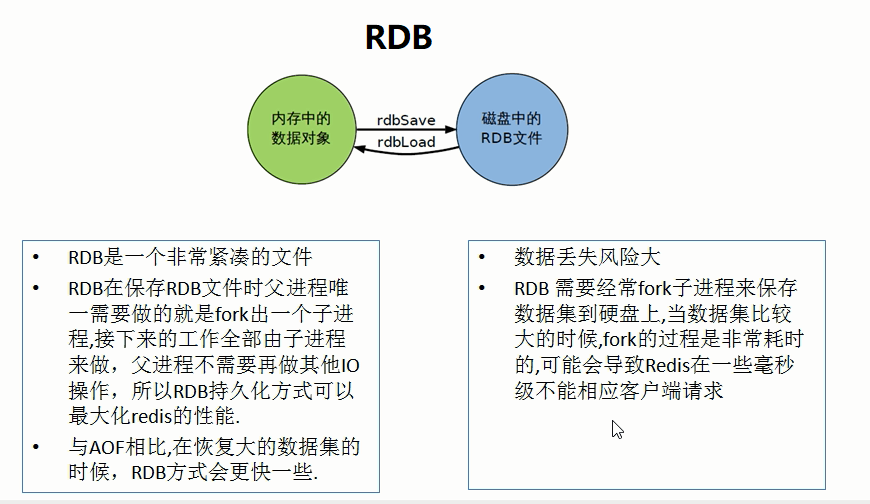 RDB
内存中的
数据对象
rdbSave
rdbLoad
磁盘中的
RDB文件
• RDB是一个非常紧凑的文件
• RDB在保存RDB文件时父进程唯
一需要做的就是fork出一个子进
程,接下来的工作全部由子进程
来做，父进程不需要再做其他IO
操作，所以RDB持久化方式可以
最大化redis的性能.
• 与AOF相比,在恢复大的数据集的
时候，RDB方式会更快一些.
• 数据丢失风险大
• RDB 需要经常fork子进程来保存
数据集到硬盘上,当数据集比较
大的时候,fork的过程是非常耗时
的,可能会导致Redis在一些毫秒
级不能相应客户端请求